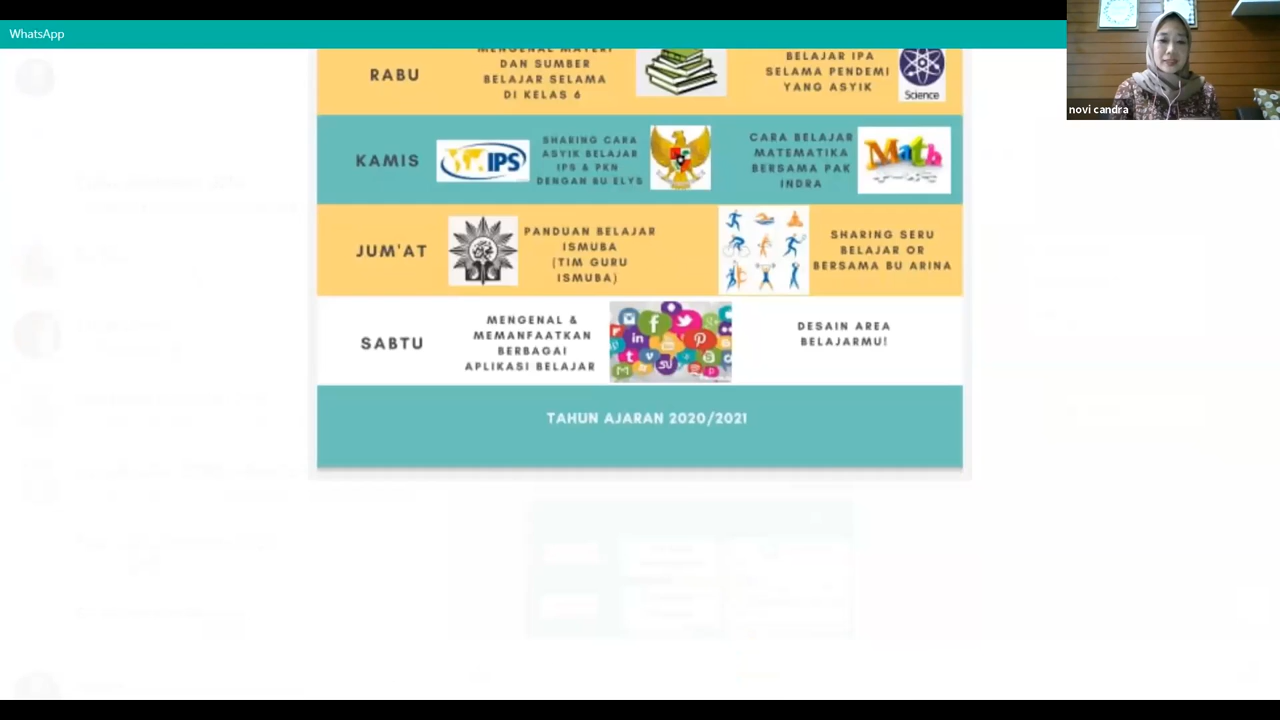 WhatsApp
novi candra
RABU
MENGENAL MATERI
DAN SUMBER
BELAJAR SELAMA
DI KELAS 6
BELAJAR IPA
SELAMA PENDEMI
YANG ASYIK
Science
KAMIS
IPS
SHARING CARA
ASYIK BELAJAR
IPS & PKN
DENGAN BU ELYS
CARA BELAJAR
MATEMATIKA
BERSAMA PAK
INDRA
Math
JUM'AT
PANDUAN BELAJAR
ISMUBA
(TIM GURU
ISMUBA)
SHARING SERU
BELAJAR OR
BERSAMA BU ARINA
SABTU
MENGENAL &
MEMANFAATKAN
BERBAGAI
APLIKASI BELAJAR
DESAIN AREA
BELAJARMU!
TAHUN AJARAN 2020/2021